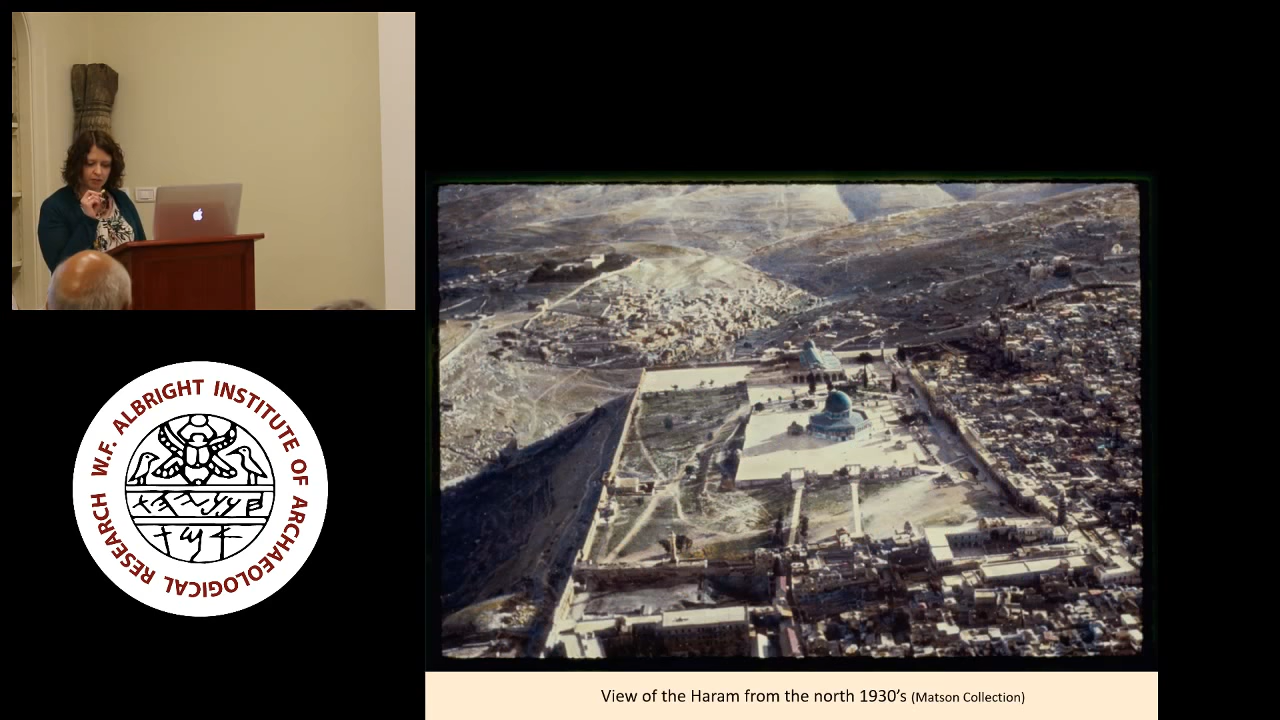 W.F. ALBRIGHT INSTITUTE OF ARCHAEOLOGICAL RESEARCH
View of the Haram from the north 1930's (Matson Collection)